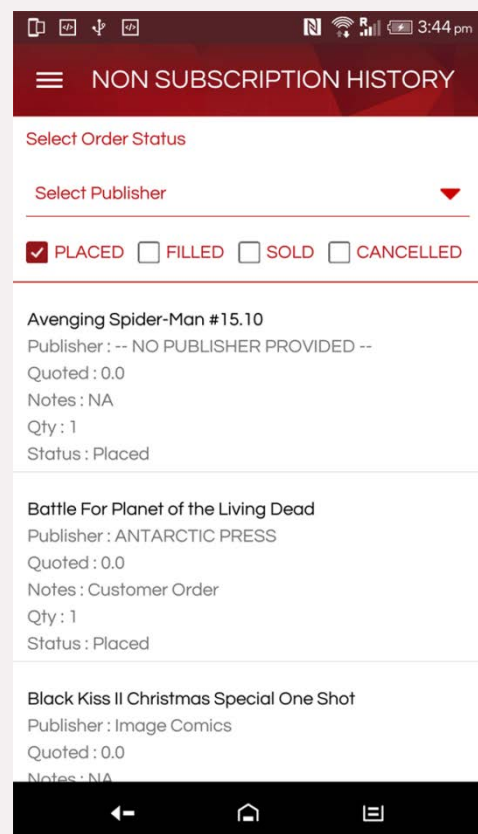 R 3:44 pm
NON SUBSCRIPTION HISTORY
Select Order Status
Select Publisher
PLACED FILLED SOLD CANCELLED
Avenging Spider-Man #15.10
Publisher : -- NO PUBLISHER PROVIDED --
Quoted : 0.0
Notes : NA
Qty : 1
Status : Placed
Battle For Planet of the Living Dead
Publisher : ANTARCTIC PRESS
Quoted : 0.0
Notes : Customer Order
Qty : 1
Status : Placed
Black Kiss II Christmas Special One Shot
Publisher : Image Comics
Quoted : 0.0
Notes : NA